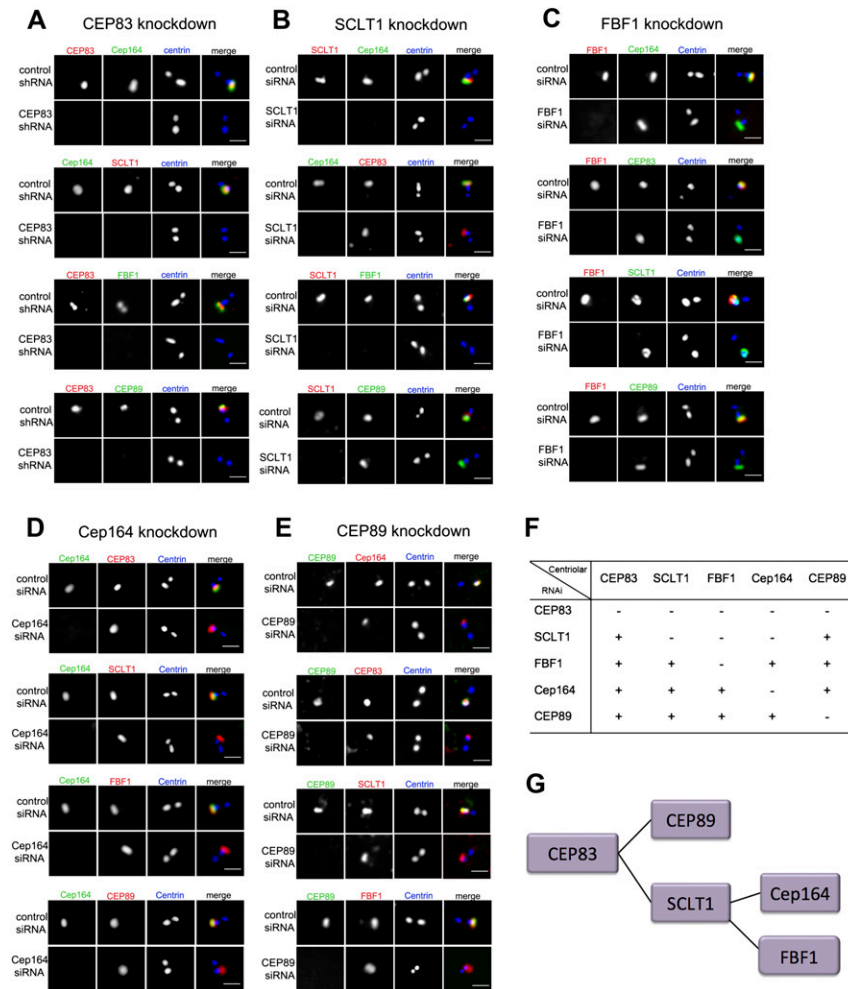 A CEP83 knockdown
CEP83 Cep164 centrin merge
control shRNA
CEP83 shRNA
Cep164 SCLT1 centrin merge
control shRNA
CEP83 shRNA
CEP83 FBF1 centrin merge
control shRNA
CEP83 shRNA
CEP83 CEP89 centrin merge
control shRNA
CEP83 shRNA
B SCLT1 knockdown
SCLT1 Cep164 centrin merge
control siRNA
SCLT1 siRNA
Cep164 CEP83 centrin merge
control siRNA
SCLT1 siRNA
SCLT1 FBF1 centrin merge
control siRNA
SCLT1 siRNA
SCLT1 CEP89 centrin merge
control siRNA
SCLT1 siRNA
C FBF1 knockdown
FBF1 Cep164 Centrin merge
control siRNA
FBF1 siRNA
FBF1 CEP83 Centrin merge
control siRNA
FBF1 siRNA
FBF1 SCLT1 Centrin merge
control siRNA
FBF1 siRNA
FBF1 CEP89 Centrin merge
control siRNA
FBF1 siRNA
D Cep164 knockdown
Cep164 CEP83 Centrin merge
control siRNA
Cep164 siRNA
Cep164 SCLT1 Centrin merge
control siRNA
Cep164 siRNA
Cep164 FBF1 Centrin merge
control siRNA
Cep164 siRNA
Cep164 CEP89 Centrin merge
control siRNA
Cep164 siRNA
E CEP89 knockdown
CEP89 Cep164 Centrin merge
control siRNA
CEP89 siRNA
CEP89 CEP83 Centrin merge
control siRNA
CEP89 siRNA
CEP89 SCLT1 Centrin merge
control siRNA
CEP89 siRNA
CEP89 FBF1 Centrin merge
control siRNA
CEP89 siRNA
F
Centriolar RNAi CEP83 SCLT1 FBF1 Cep164 CEP89
CEP83 - - - - -
SCLT1 + - - - +
FBF1 + + - + +
Cep164 + + + - +
CEP89 + + + + -
G
CEP83
CEP89
SCLT1
Cep164
FBF1